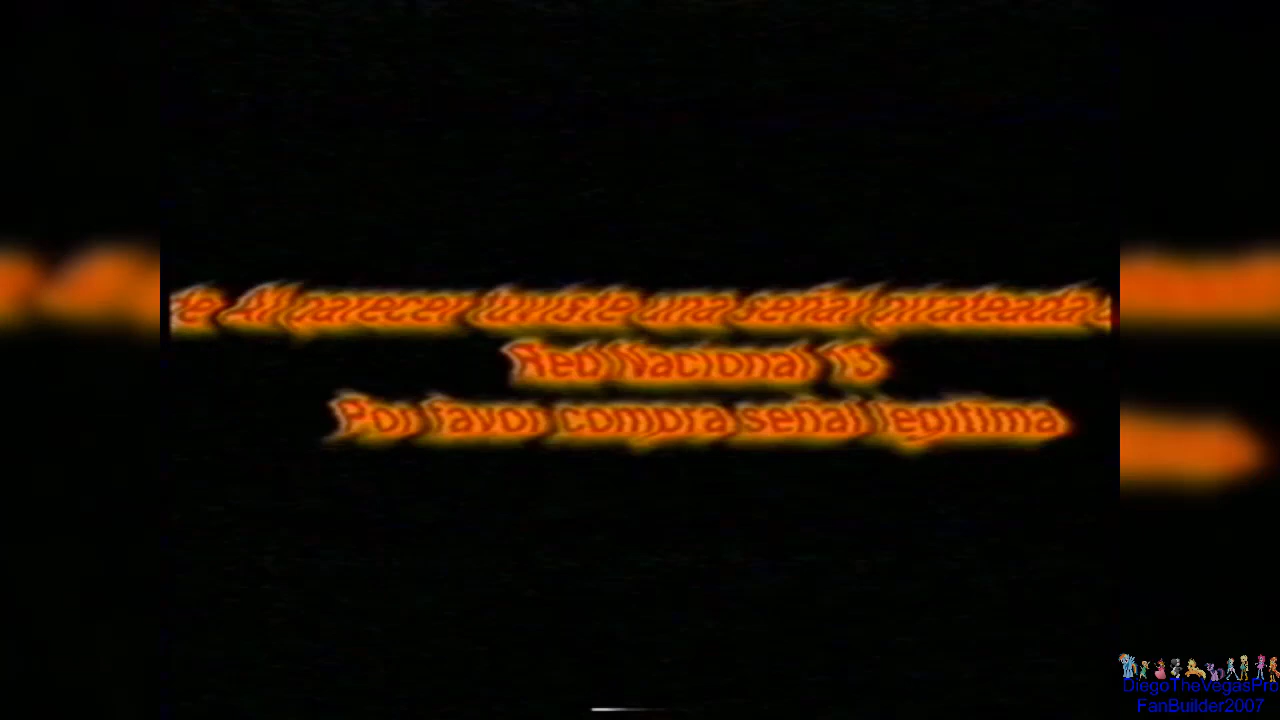 Al parecer tuviste una señal pirateada
Red Nacional 13
Por favor compra señal legitima
DiegoTheVegasPro
FanBuilder2007